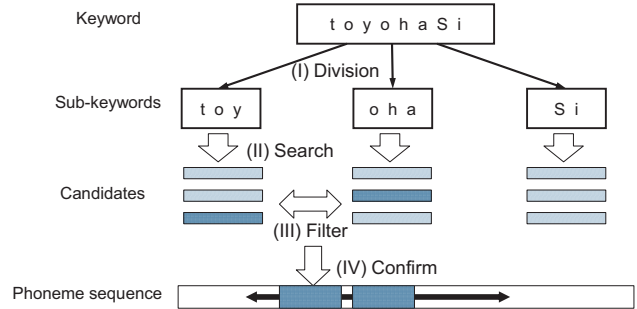 Keyword
t o y o h a S i
(I) Division
Sub-keywords
t o y
o h a
S i
(II) Search
Candidates
(III) Filter
(IV) Confirm
Phoneme sequence